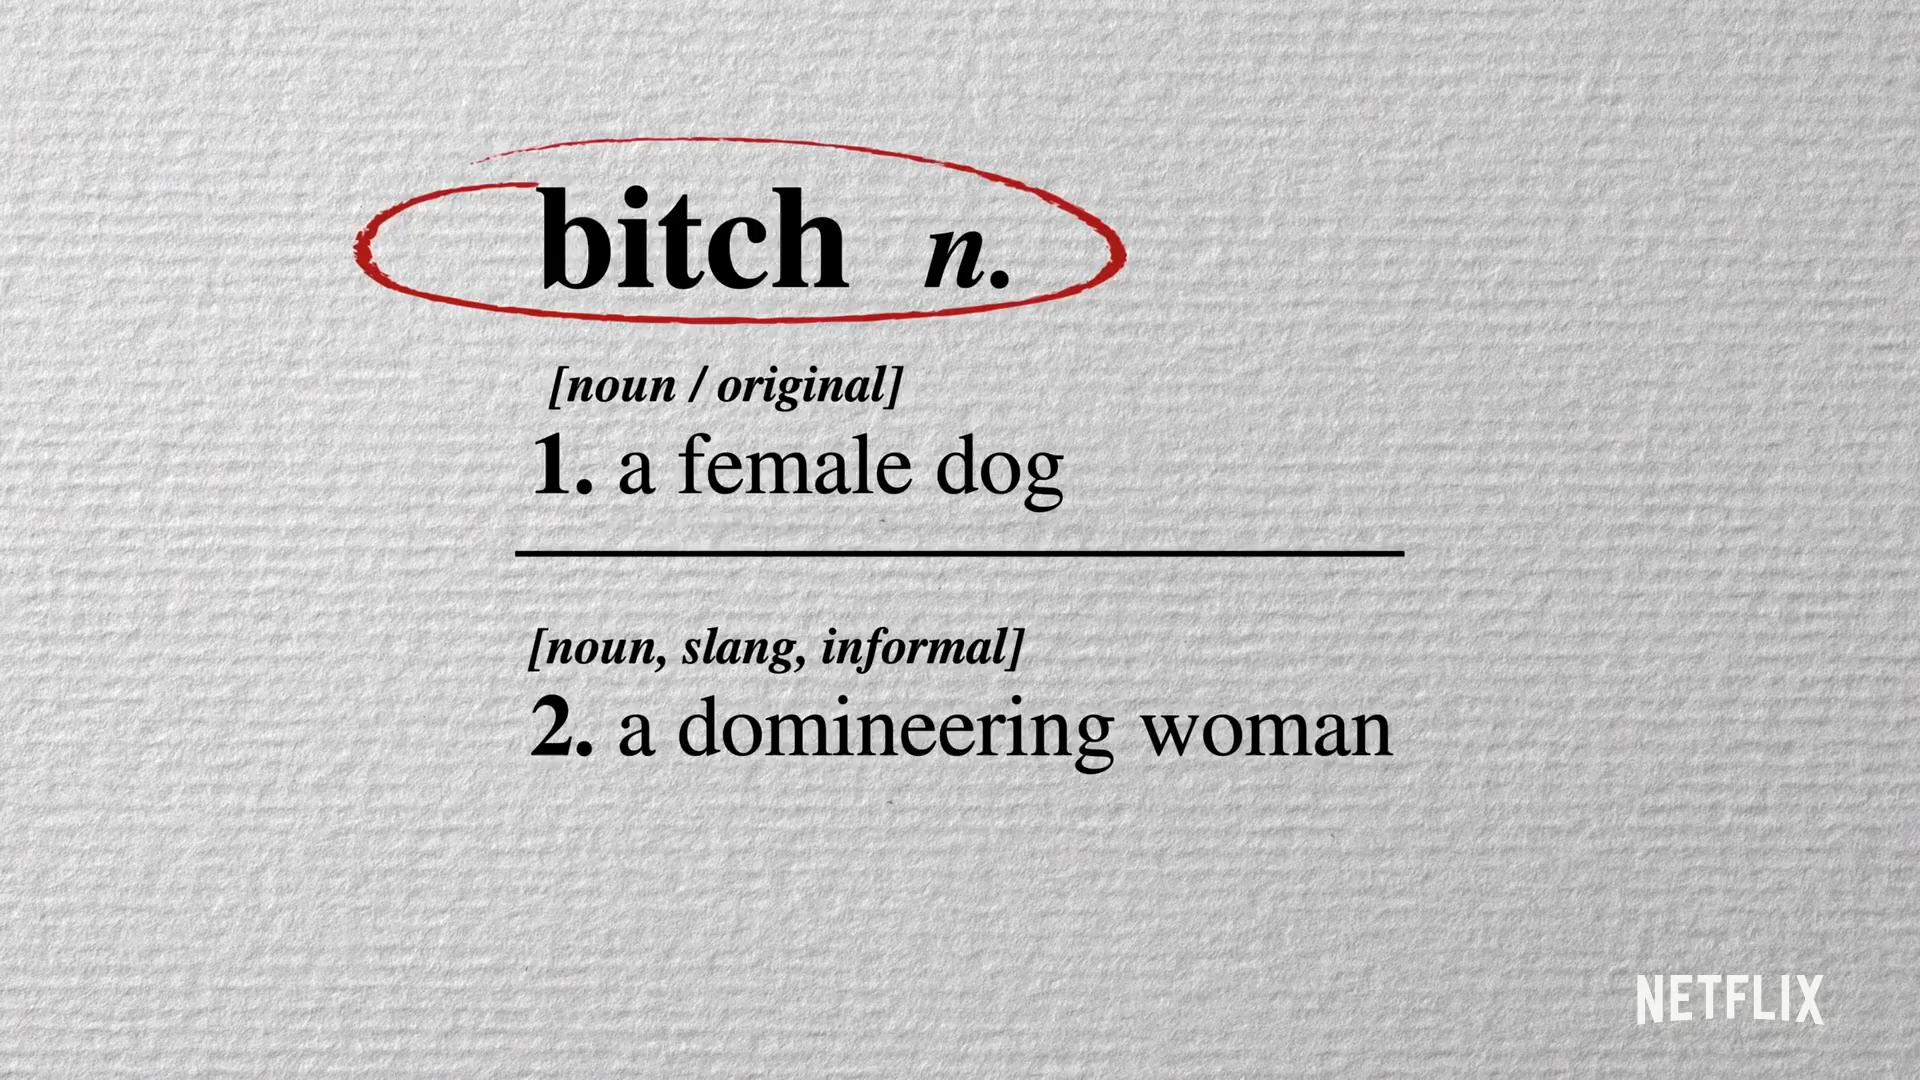 bitch n.
[noun / original]
1. a female dog
[noun, slang, informal]
2. a domineering woman
NETFLIX